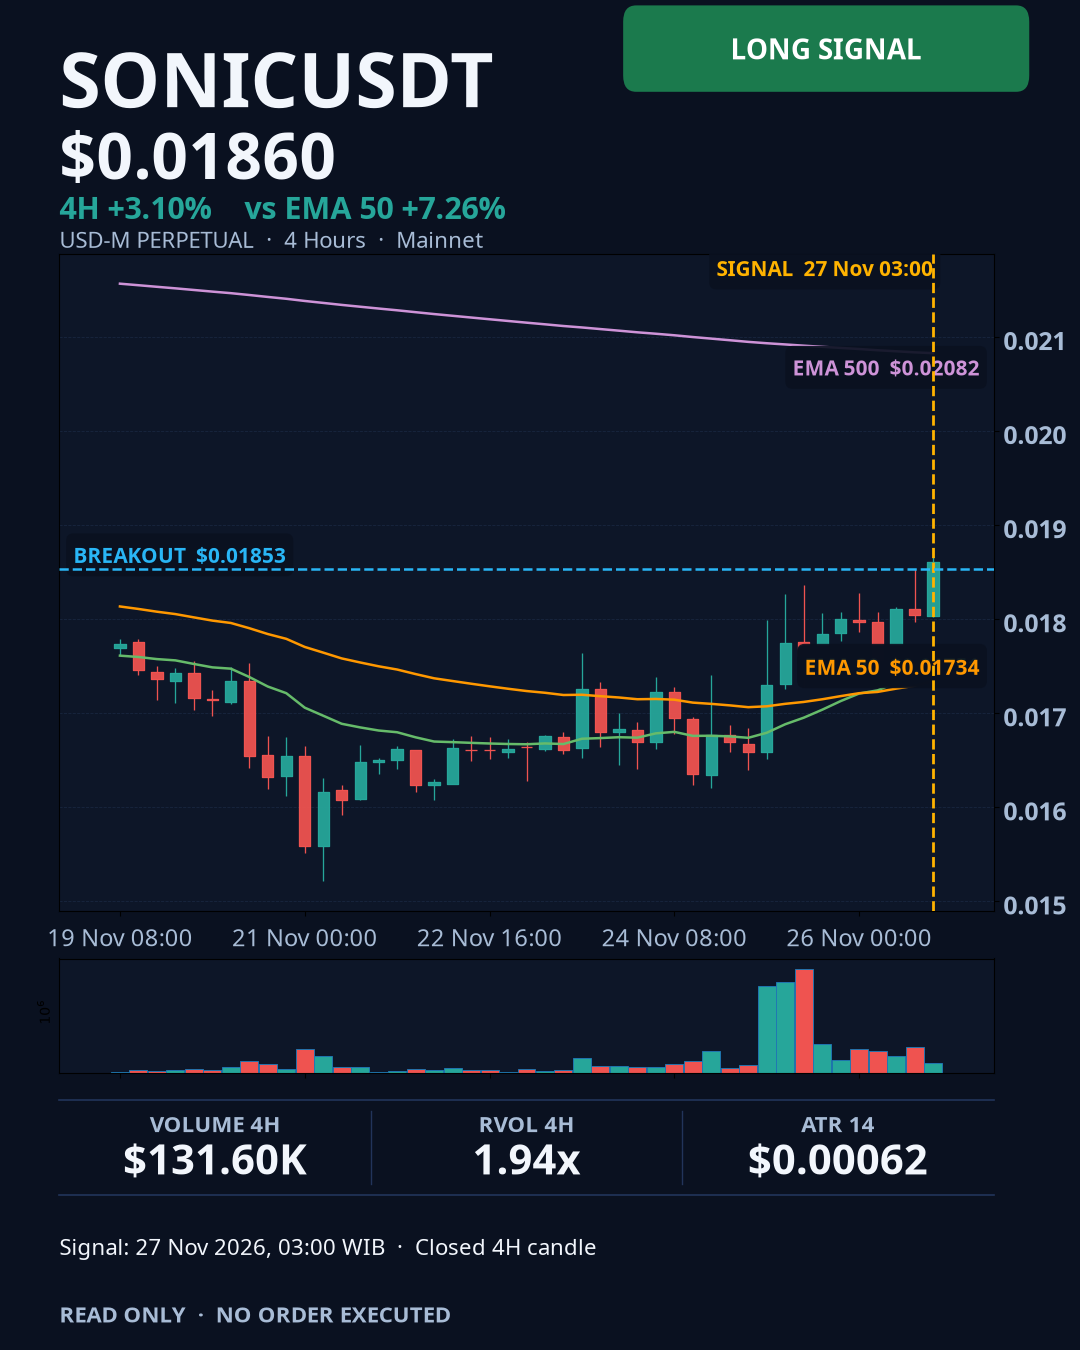 LONG SIGNAL
SONICUSDT
$0.01860
4H +3.10% vs EMA 50 +7.26%
USD-M PERPETUAL · 4 Hours · Mainnet
SIGNAL 27 Nov 03:00
0.021
EMA 500 $0.02082
0.020
0.019
BREAKOUT $0.01853
0.018
EMA 50 $0.01734
0.017
0.016
0.015
19 Nov 08:00 21 Nov 00:00 22 Nov 16:00 24 Nov 08:00 26 Nov 00:00
10⁶
VOLUME 4H RVOL 4H ATR 14
$131.60K 1.94x $0.00062
Signal: 27 Nov 2026, 03:00 WIB · Closed 4H candle
READ ONLY · NO ORDER EXECUTED